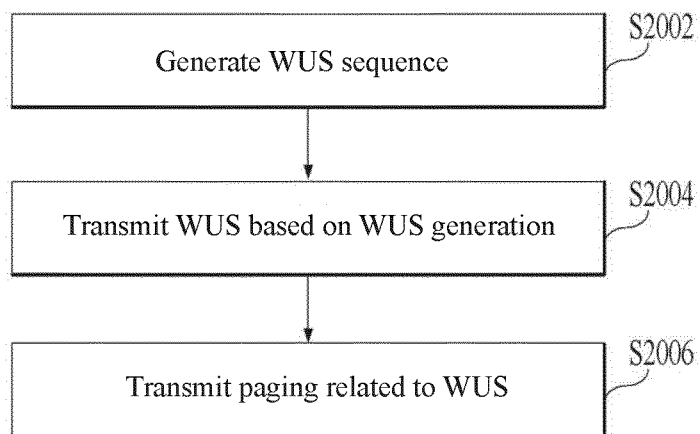 S2002
Generate WUS sequence
S2004
Transmit WUS based on WUS generation
S2006
Transmit paging related to WUS